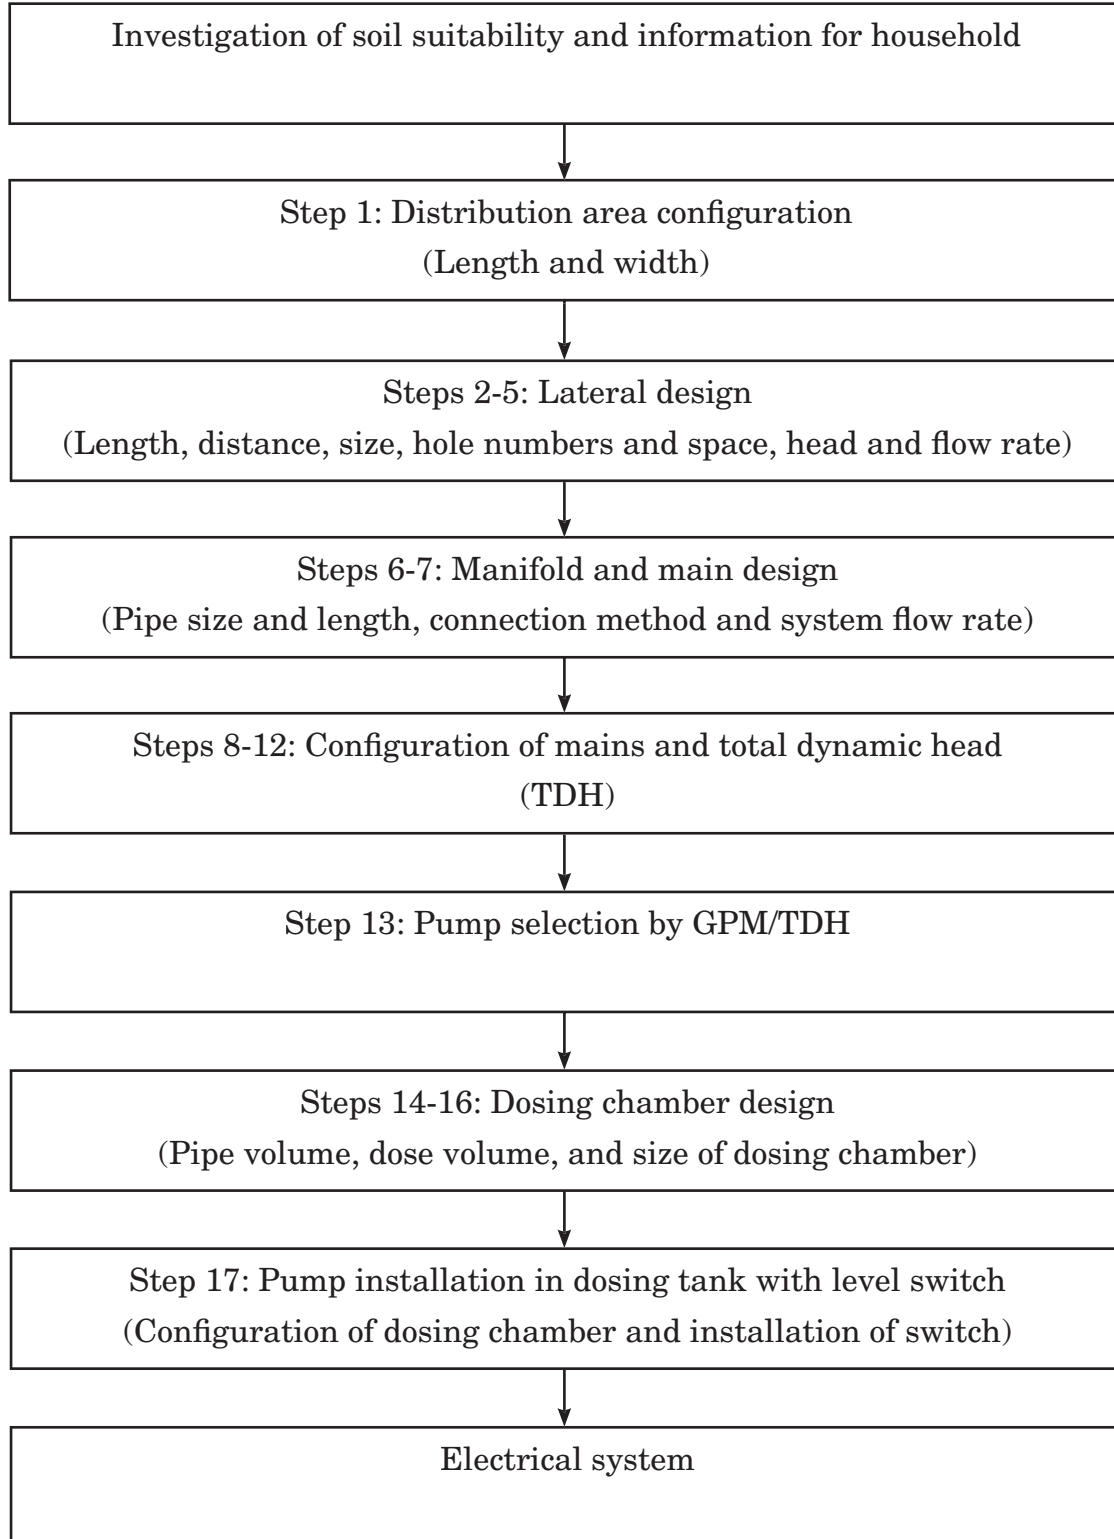 Investigation of soil suitability and information for household
Step 1: Distribution area configuration
(Length and width)
Steps 2-5: Lateral design
(Length, distance, size, hole numbers and space, head and flow rate)
Steps 6-7: Manifold and main design
(Pipe size and length, connection method and system flow rate)
Steps 8-12: Configuration of mains and total dynamic head
(TDH)
Step 13: Pump selection by GPM/TDH
Steps 14-16: Dosing chamber design
(Pipe volume, dose volume, and size of dosing chamber)
Step 17: Pump installation in dosing tank with level switch
(Configuration of dosing chamber and installation of switch)
Electrical system